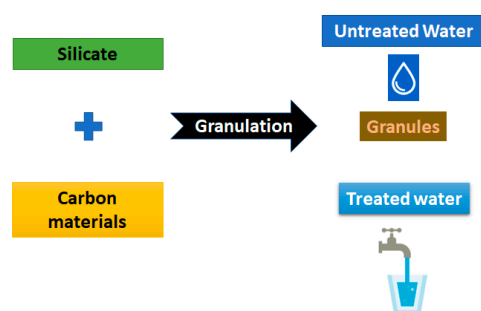 Silicate
Carbon
materials
Granulation
Untreated Water
Granules
Treated water